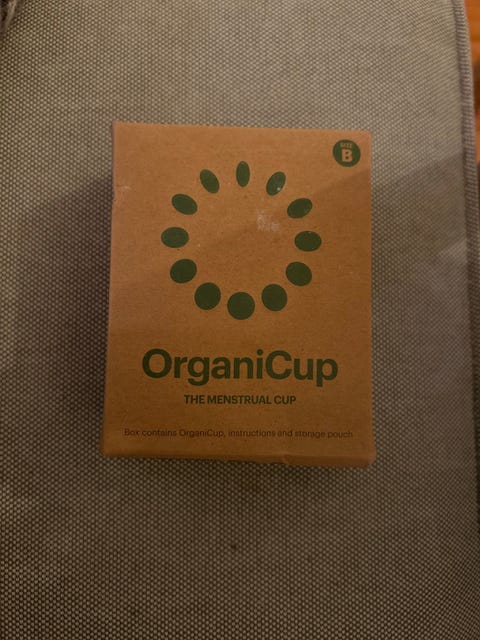 SIZE
B
OrganiCup
THE MENSTRUAL CUP
Box contains OrganiCup, instructions and storage pouch